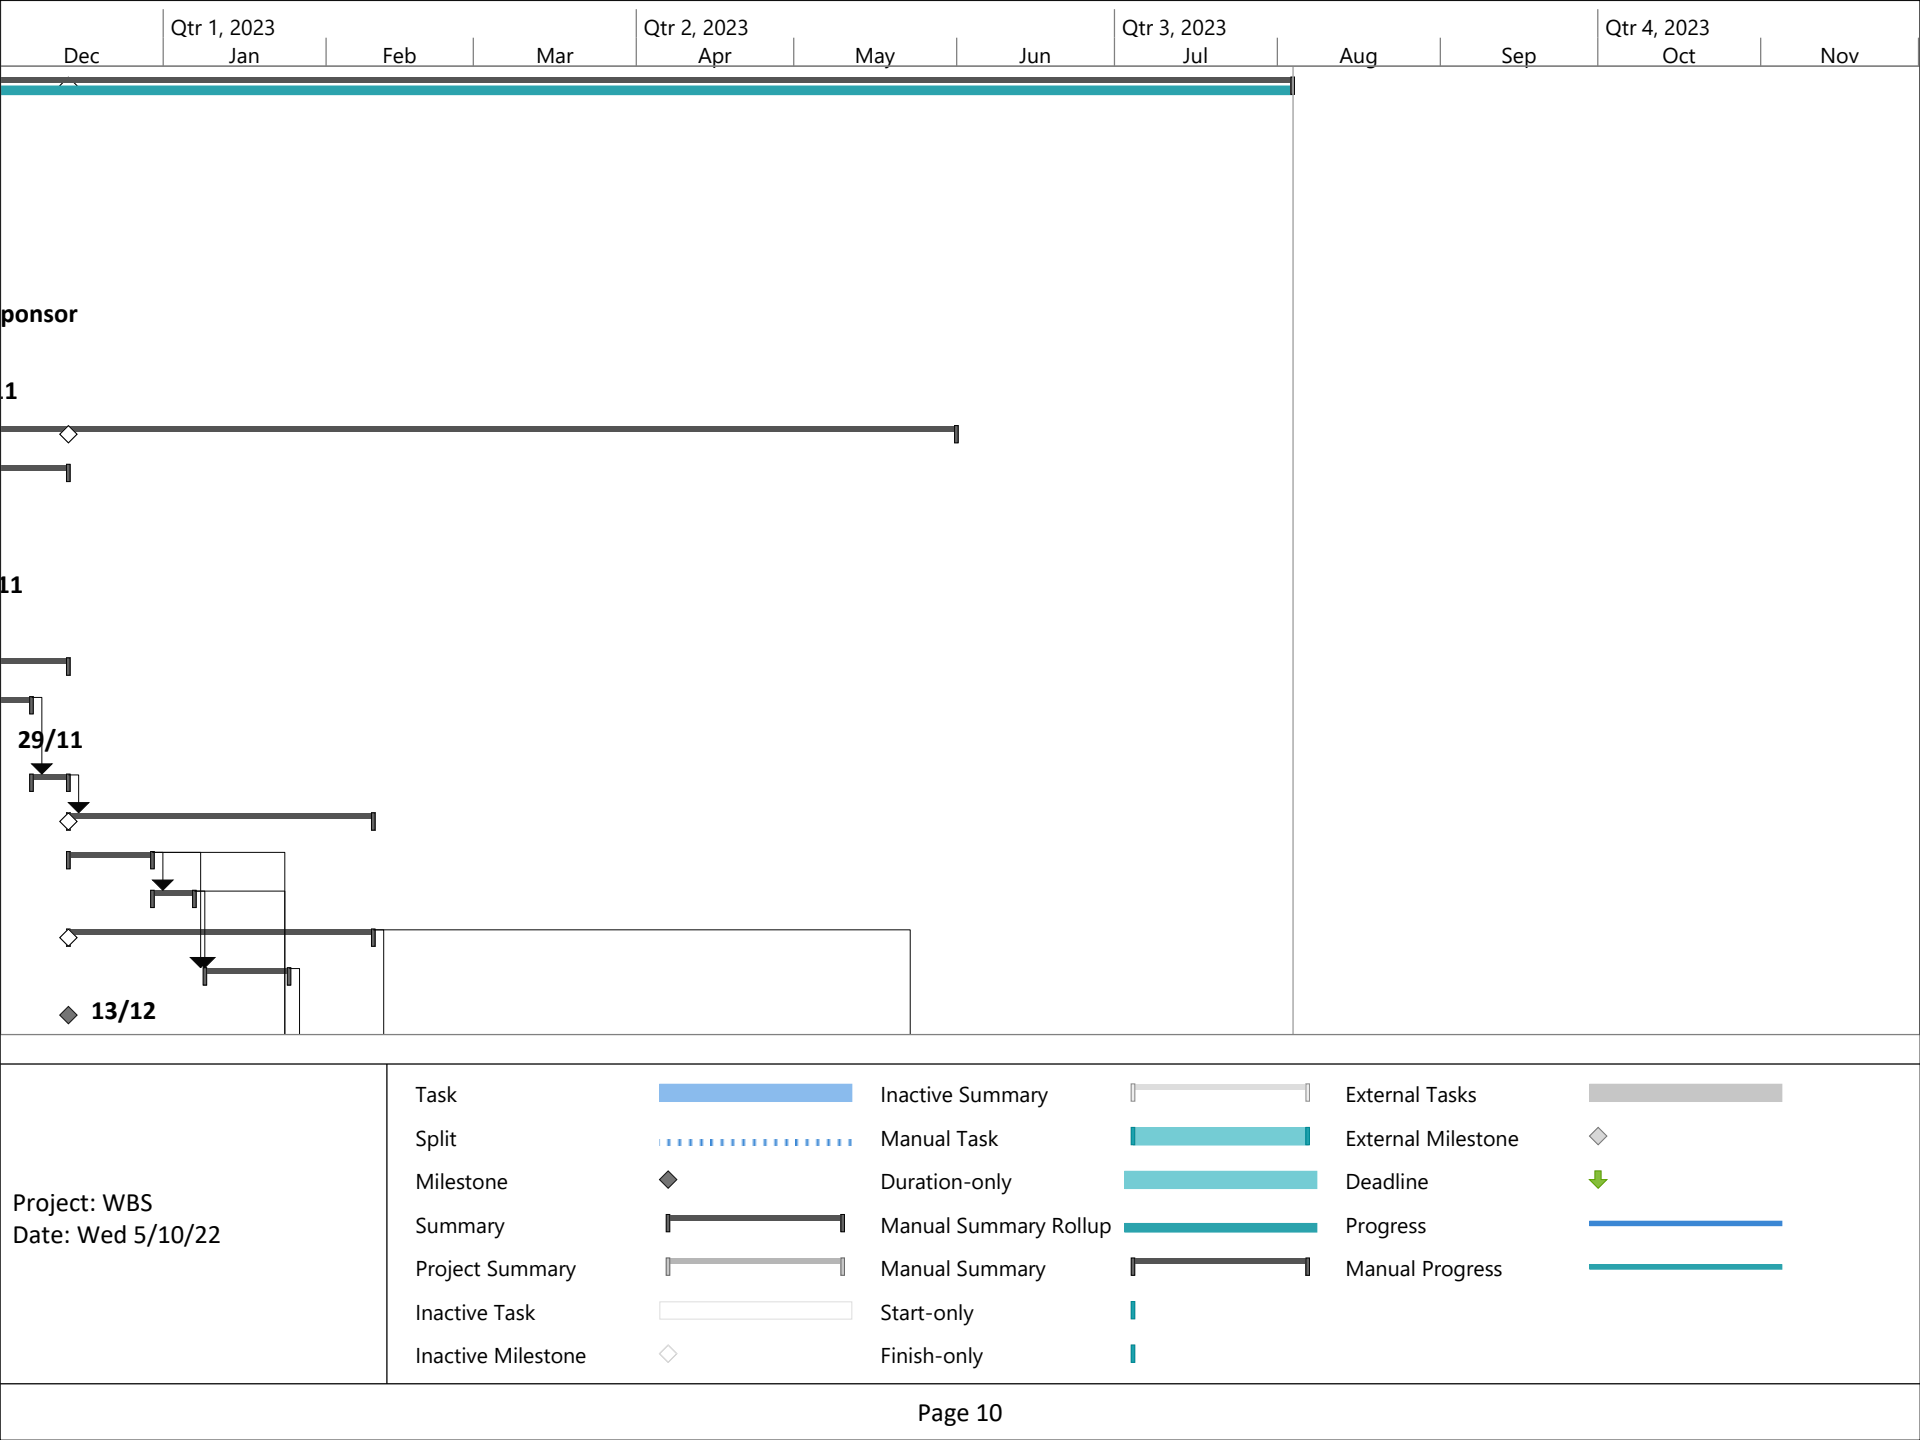 Qtr 1, 2023 Qtr 2, 2023 Qtr 3, 2023 Qtr 4, 2023
Dec Jan Feb Mar Apr May Jun Jul Aug Sep Oct Nov
ponsor
11
29/11
13/12
Task Inactive Summary External Tasks
Split Manual Task External Milestone
Milestone Duration-only Deadline
Summary Manual Summary Rollup Progress
Project Summary Manual Summary Manual Progress
Inactive Task Start-only
Inactive Milestone Finish-only
Project: WBS
Date: Wed 5/10/22
Page 10